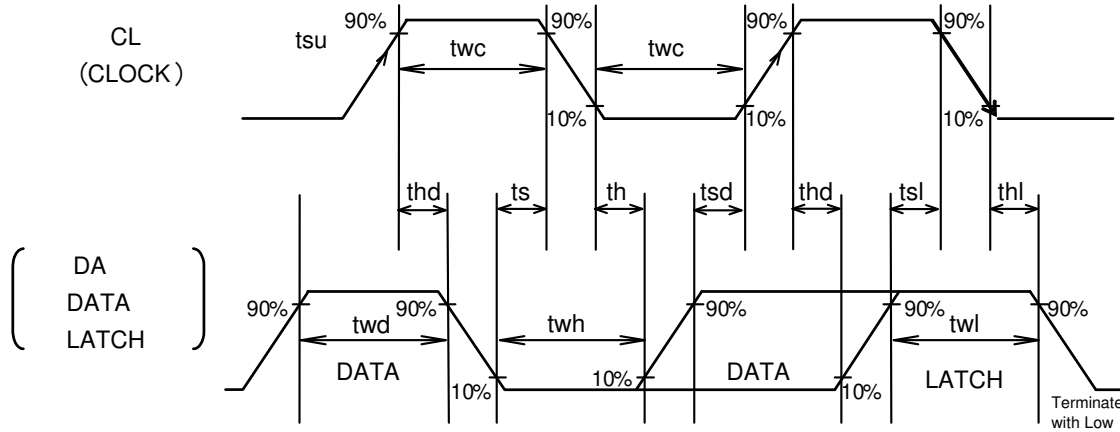 90%
90%
90%
90%
CL
tsu
twc
twc
(CLOCK)
10%
10%
10%
thd
ts
th
tsd
thd
tsl
thl
DA
DATA
LATCH
90%
90%
90%
90%
90%
twd
twh
twl
DATA
10%
10%
DATA
10%
LATCH
Terminate
with Low